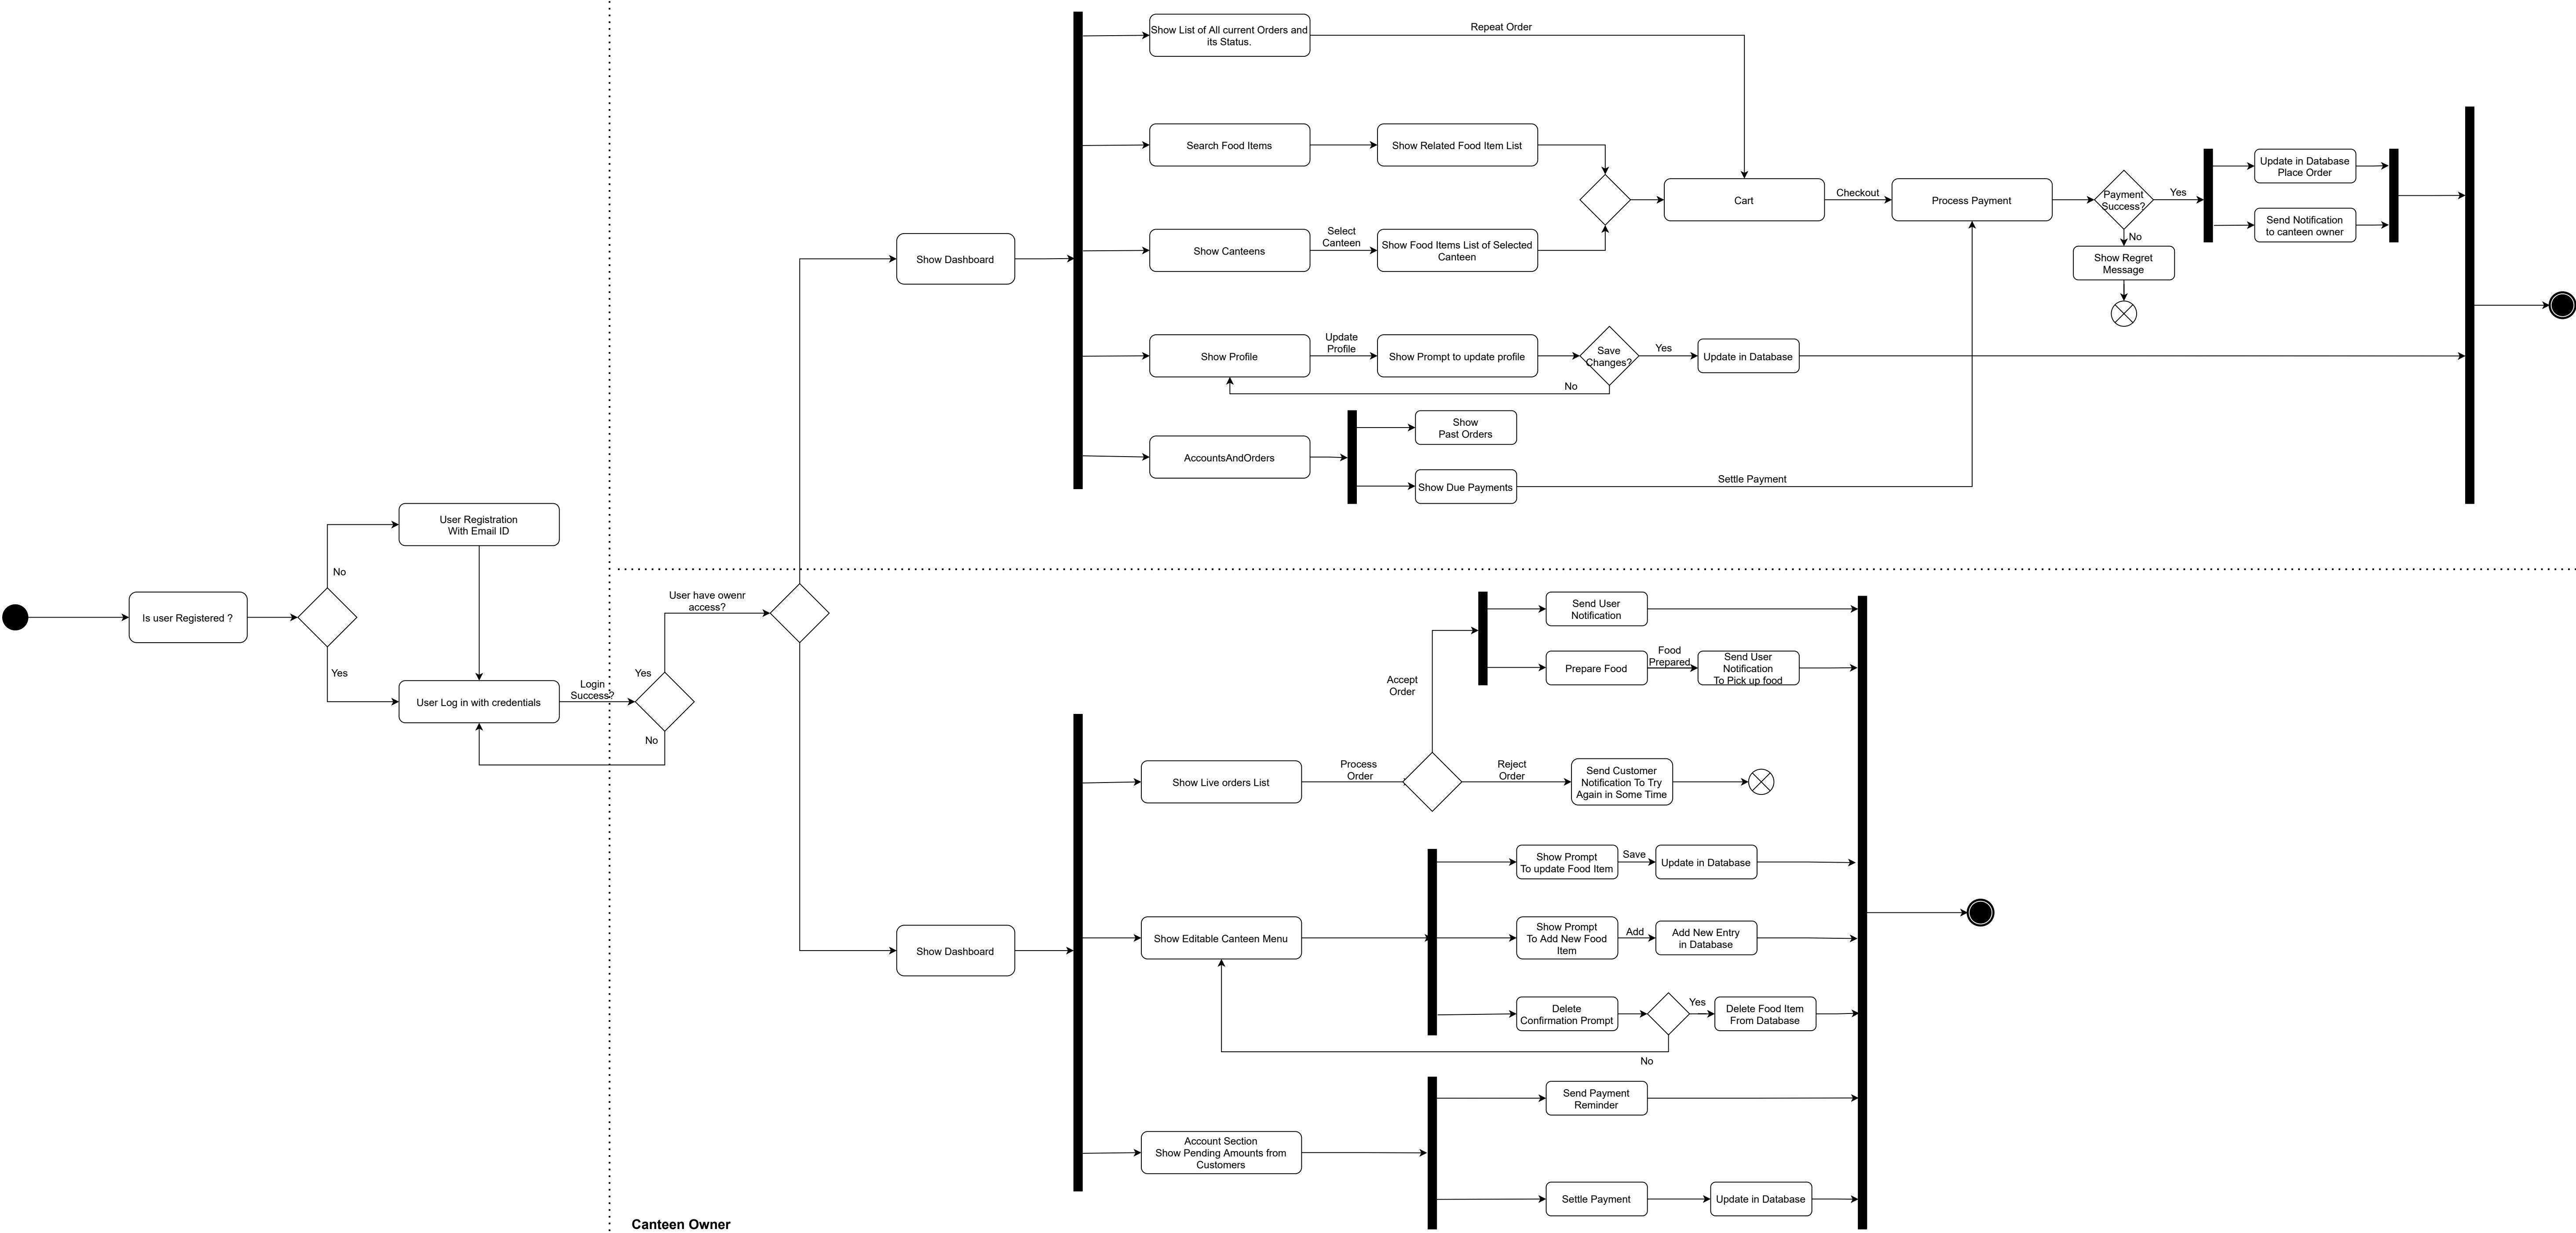 Show List of All current Orders and
its Status.
Repeat Order
Search Food Items
Show Related Food Item List
Show Canteens
Select
Canteen
Show Food Items List of Selected
Canteen
Cart
Checkout
Process Payment
Payment
Success?
Yes
No
Show Regret
Message
Update in Database
Place Order
Send Notification
to canteen owner
Show Dashboard
Show Profile
Update
Profile
Show Prompt to update profile
Save
Changes?
Yes
No
Update in Database
AccountsAndOrders
Show
Past Orders
Show Due Payments
Settle Payment
Is user Registered ?
No
Yes
User Registration
With Email ID
User Log in with credentials
Login
Success?
Yes
No
User have owenr
access?
Show Dashboard
Show Live orders List
Process
Order
Accept
Order
Reject
Order
Send User
Notification
Prepare Food
Food
Prepared
Send User
Notification
To Pick up food
Send Customer
Notification To Try
Again in Some Time
Show Editable Canteen Menu
Show Prompt
To update Food Item
Save
Update in Database
Show Prompt
To Add New Food
Item
Add
Add New Entry
in Database
Delete
Confirmation Prompt
Yes
No
Delete Food Item
From Database
Account Section
Show Pending Amounts from
Customers
Send Payment
Reminder
Settle Payment
Update in Database
Canteen Owner